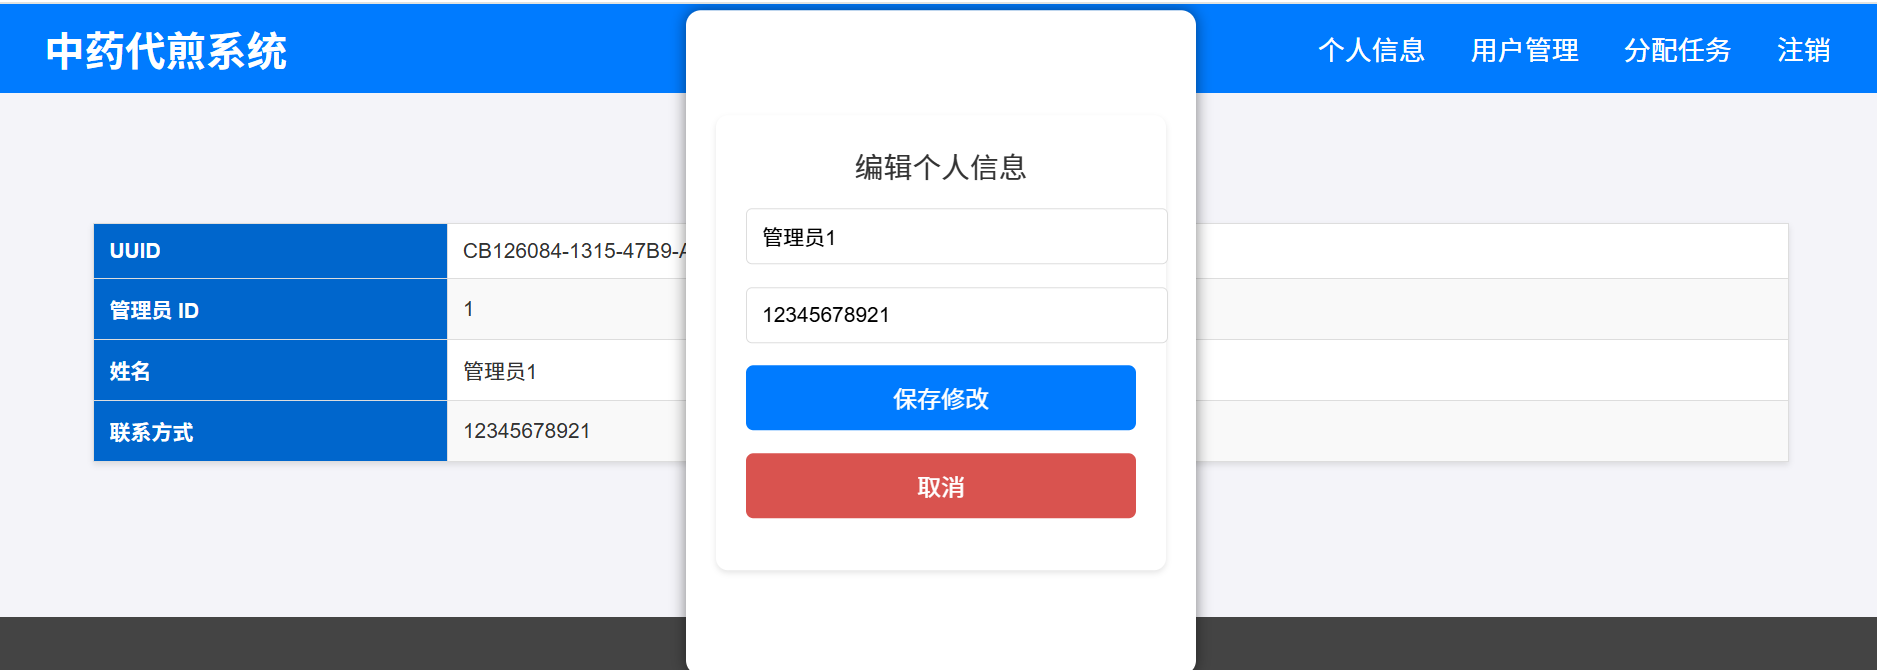 中药代煎系统
个人信息 用户管理 分配任务 注销
编辑个人信息
管理员1
12345678921
保存修改
取消
UUID CB126084-1315-47B9-
管理员 ID 1
姓名 管理员1
联系方式 12345678921